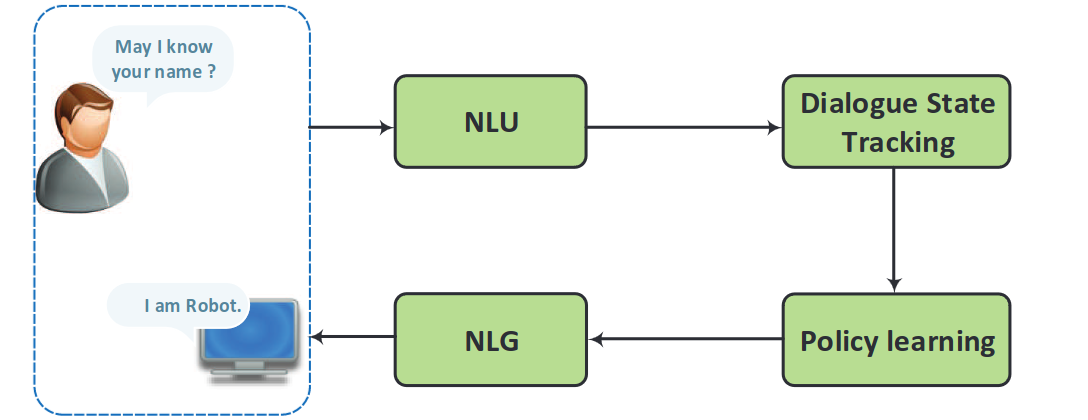 May I know
your name ?
NLU
Dialogue State
Tracking
I am Robot.
NLG
Policy learning